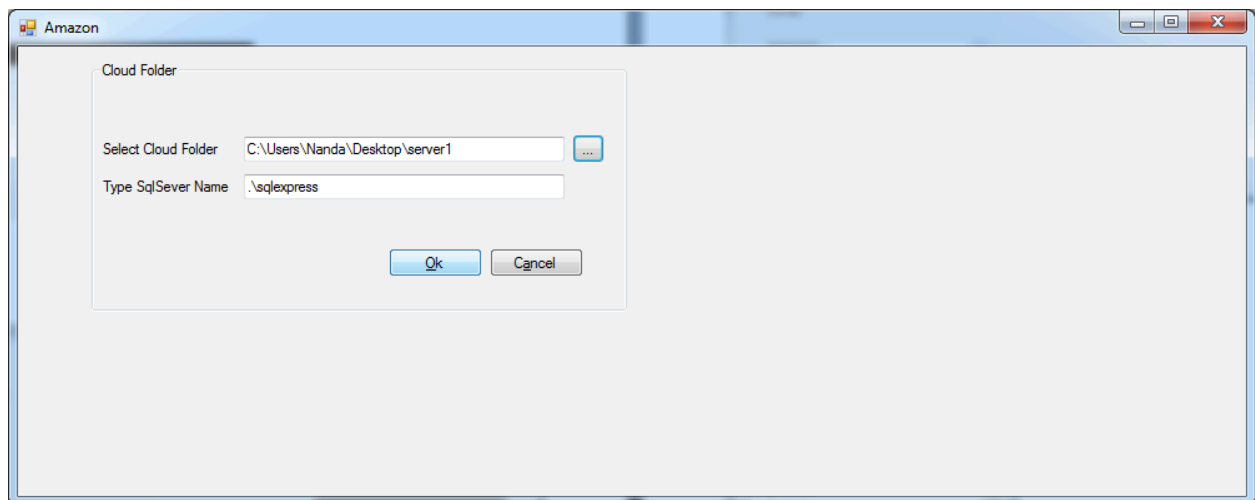 Amazon
Cloud Folder
Select Cloud Folder C:\Users\Nanda\Desktop\server1 ...
Type SqlSever Name .\sqlexpress
Ok Cancel